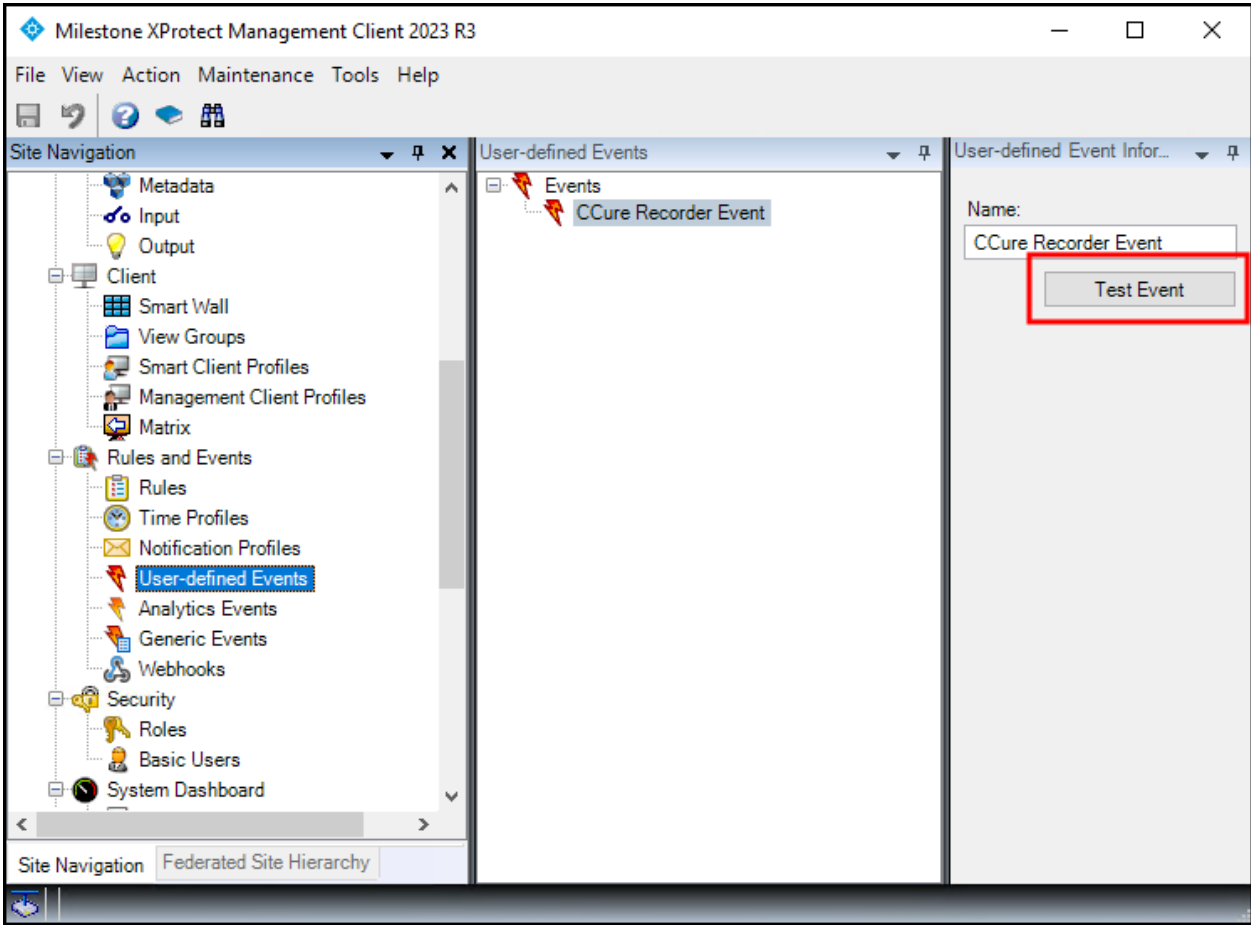 Milestone XProtect Management Client 2023 R3
File View Action Maintenance Tools Help
Site Navigation
Metadata
Input
Output
Client
Smart Wall
View Groups
Smart Client Profiles
Management Client Profiles
Matrix
Rules and Events
Rules
Time Profiles
Notification Profiles
User-defined Events
Analytics Events
Generic Events
Webhooks
Security
Roles
Basic Users
System Dashboard
Site Navigation Federated Site Hierarchy
User-defined Events
Events
CCure Recorder Event
User-defined Event Infor...
Name:
CCure Recorder Event
Test Event